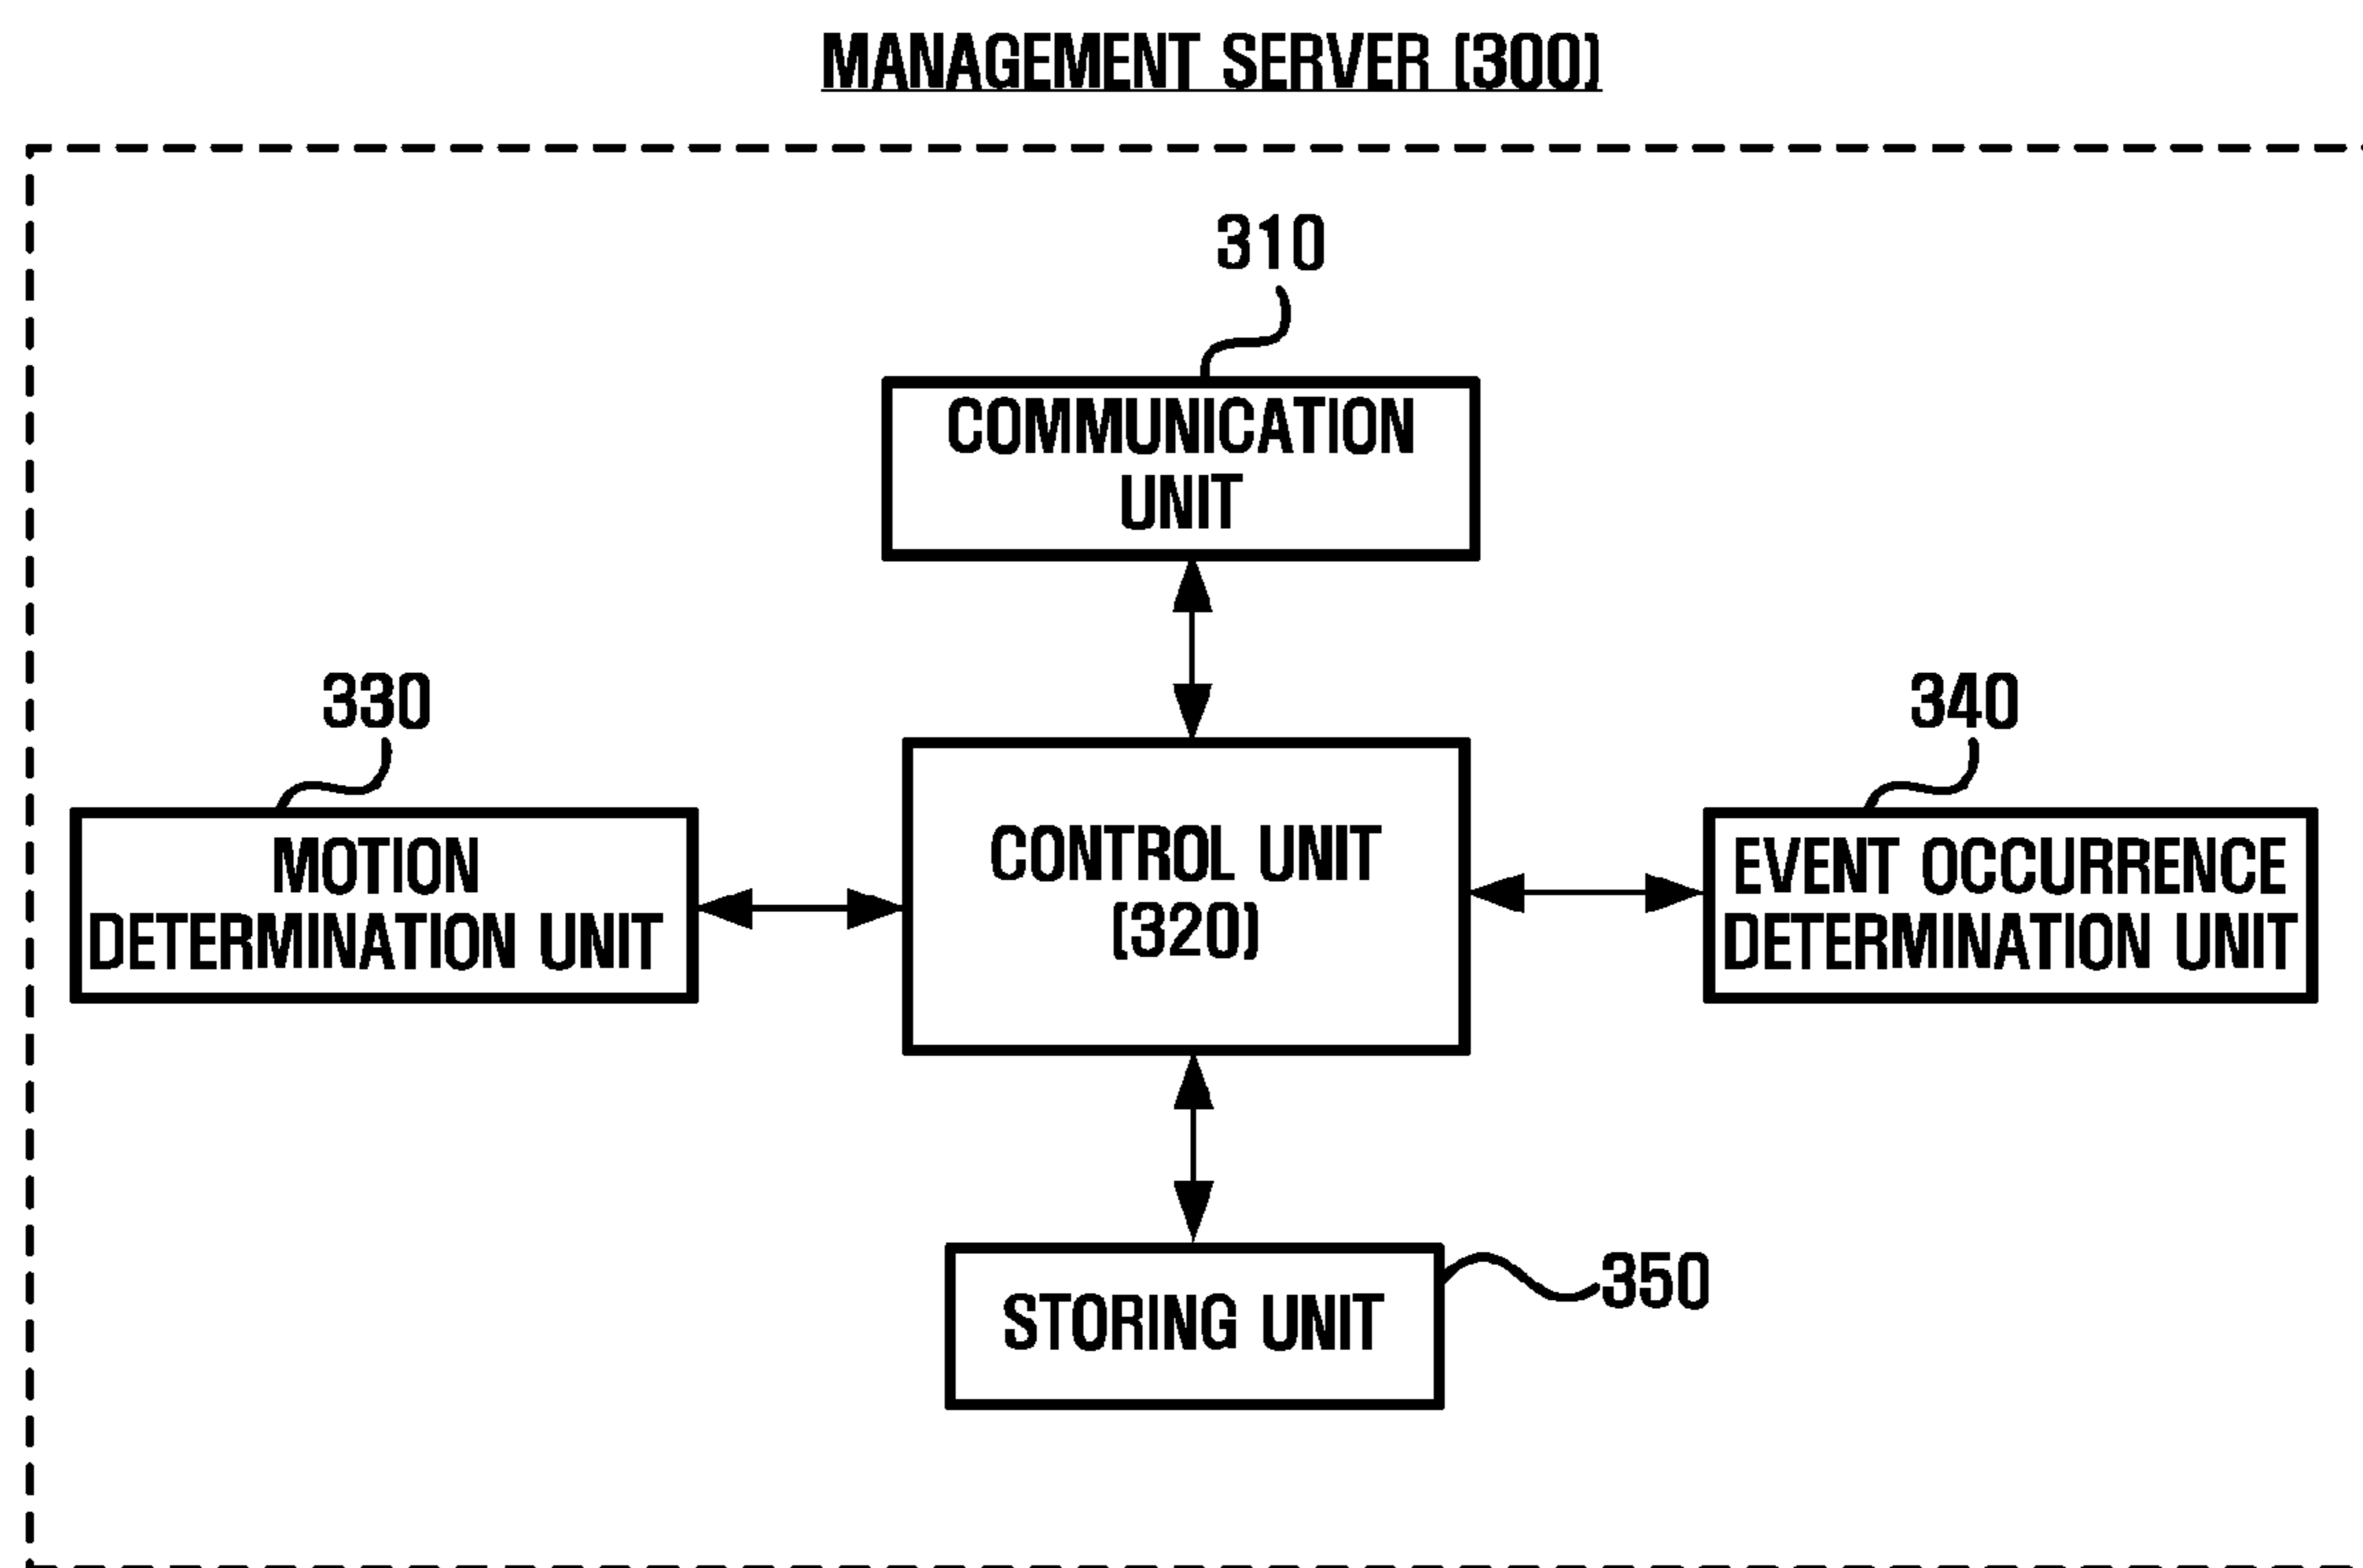 MANAGEMENT SERVER (300)
310
COMMUNICATION
UNIT
330
340
MOTION
DETERMINATION UNIT
CONTROL UNIT
(320)
EVENT OCCURRENCE
DETERMINATION UNIT
STORING UNIT
350